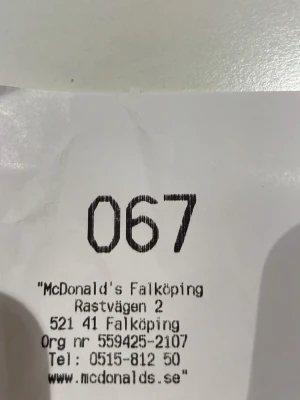 067
"McDonald's Falköping
Rastvägen 2
521 41 Falköping
Org nr 559425-2107
Tel: 0515-812 50
www.mcdonalds.se"